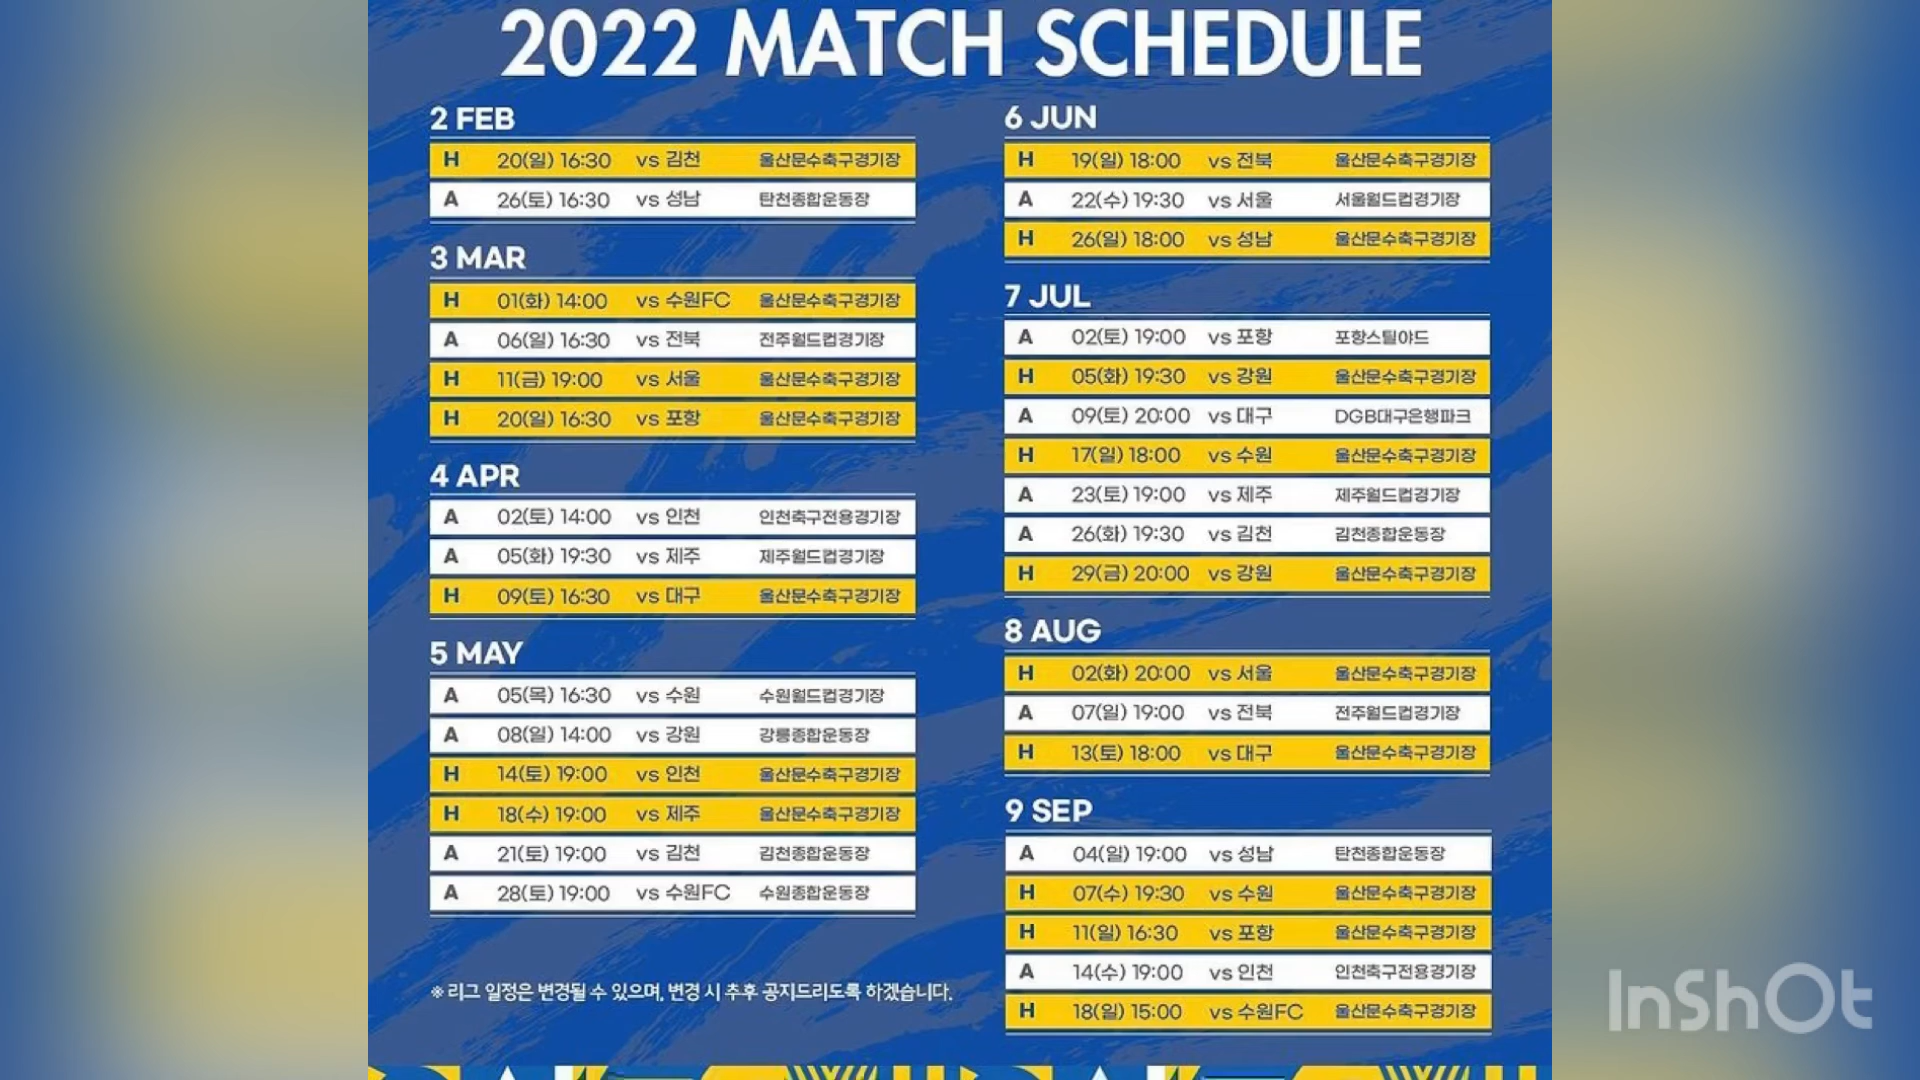 2022 MATCH SCHEDULE
2 FEB
H 20(일) 16:30 vs 김천 울산문수축구경기장
A 26(토) 16:30 vs 성남 탄천종합운동장
3 MAR
H 01(화) 14:00 vs 수원FC 울산문수축구경기장
A 06(일) 16:30 vs 전북 전주월드컵경기장
H 11(금) 19:00 vs 서울 울산문수축구경기장
H 20(일) 16:30 vs 포항 울산문수축구경기장
4 APR
A 02(토) 14:00 vs 인천 인천축구전용경기장
A 05(화) 19:30 vs 제주 제주월드컵경기장
H 09(토) 16:30 vs 대구 울산문수축구경기장
5 MAY
A 05(목) 16:30 vs 수원 수원월드컵경기장
A 08(일) 14:00 vs 강원 강릉종합운동장
H 14(토) 19:00 vs 인천 울산문수축구경기장
H 18(수) 19:00 vs 제주 울산문수축구경기장
A 21(토) 19:00 vs 김천 김천종합운동장
A 28(토) 19:00 vs 수원FC 수원종합운동장
※ 리그 일정은 변경될 수 있으며, 변경 시 추후 공지드리도록 하겠습니다.
6 JUN
H 19(일) 18:00 vs 전북 울산문수축구경기장
A 22(수) 19:30 vs 서울 서울월드컵경기장
H 26(일) 18:00 vs 성남 울산문수축구경기장
7 JUL
A 02(토) 19:00 vs 포항 포항스틸야드
H 05(화) 19:30 vs 강원 울산문수축구경기장
A 09(토) 20:00 vs 대구 DGB대구은행파크
H 17(일) 18:00 vs 수원 울산문수축구경기장
A 23(토) 19:00 vs 제주 제주월드컵경기장
A 26(화) 19:30 vs 김천 김천종합운동장
H 29(금) 20:00 vs 강원 울산문수축구경기장
8 AUG
H 02(화) 20:00 vs 서울 울산문수축구경기장
A 07(일) 19:00 vs 전북 전주월드컵경기장
H 13(토) 18:00 vs 대구 울산문수축구경기장
9 SEP
A 04(일) 19:00 vs 성남 탄천종합운동장
H 07(수) 19:30 vs 수원 울산문수축구경기장
H 11(일) 16:30 vs 포항 울산문수축구경기장
A 14(수) 19:00 vs 인천 인천축구전용경기장
H 18(일) 15:00 vs 수원FC 울산문수축구경기장
InShOt